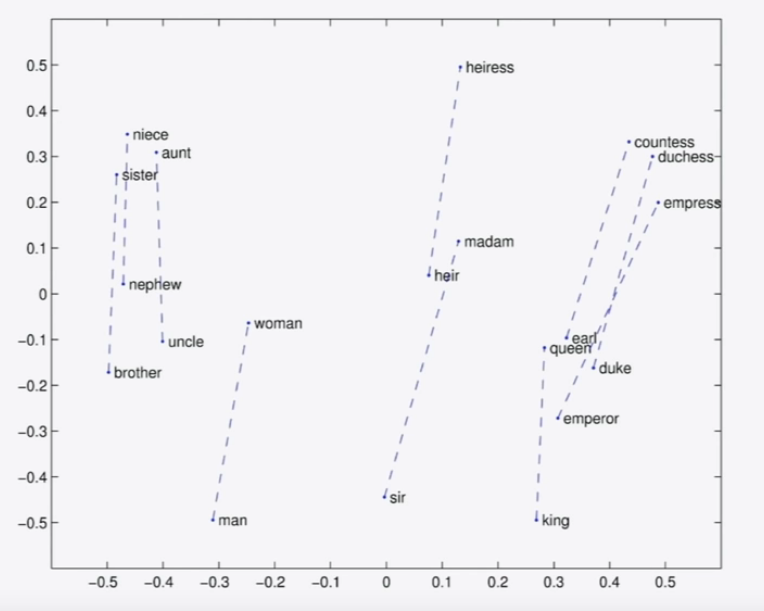 0.5
heiress
0.4
niece
countess
aunt
0.3
duchess
sister
0.2
empress
madam
0.1
heir
nephew
0
woman
earl
−0.1
uncle
queen
duke
brother
−0.2
emperor
−0.3
−0.4
sir
man
king
−0.5
−0.5 −0.4 −0.3 −0.2 −0.1 0 0.1 0.2 0.3 0.4 0.5